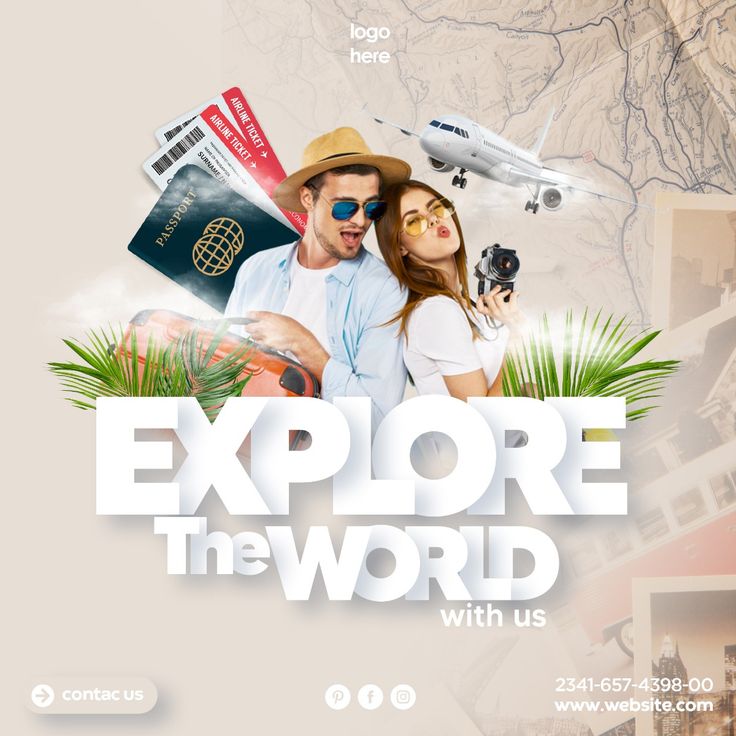 logo
here
AIRLINE TICKET
AIRLINE TICKET
PASSPORT
EXPLORE
The WORLD
with us
contac us
2341-657-4398-00
www.website.com